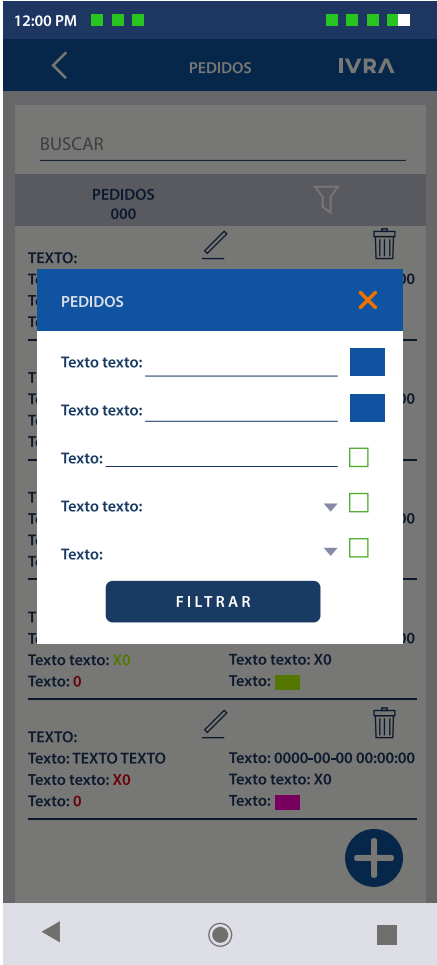 12:00 PM
PEDIDOS
IVRA
BUSCAR
PEDIDOS
000
TEXTO:
00
PEDIDOS
Texto texto:
Texto texto:
Texto:
Texto texto:
Texto:
FILTRAR
Texto texto: X0 Texto texto: X0
Texto: 0 Texto:
TEXTO:
Texto: TEXTO TEXTO Texto: 0000-00-00 00:00:00
Texto texto: X0 Texto texto: X0
Texto: 0 Texto: